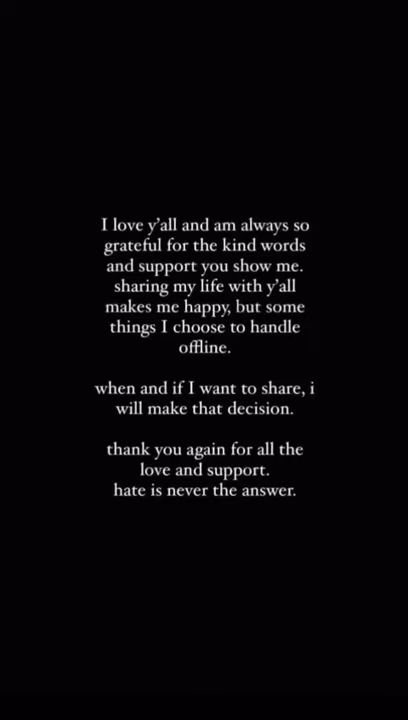 I love y'all and am always so
grateful for the kind words
and support you show me.
sharing my life with y'all
makes me happy, but some
things I choose to handle
offline.
when and if I want to share, i
will make that decision.
thank you again for all the
love and support.
hate is never the answer.